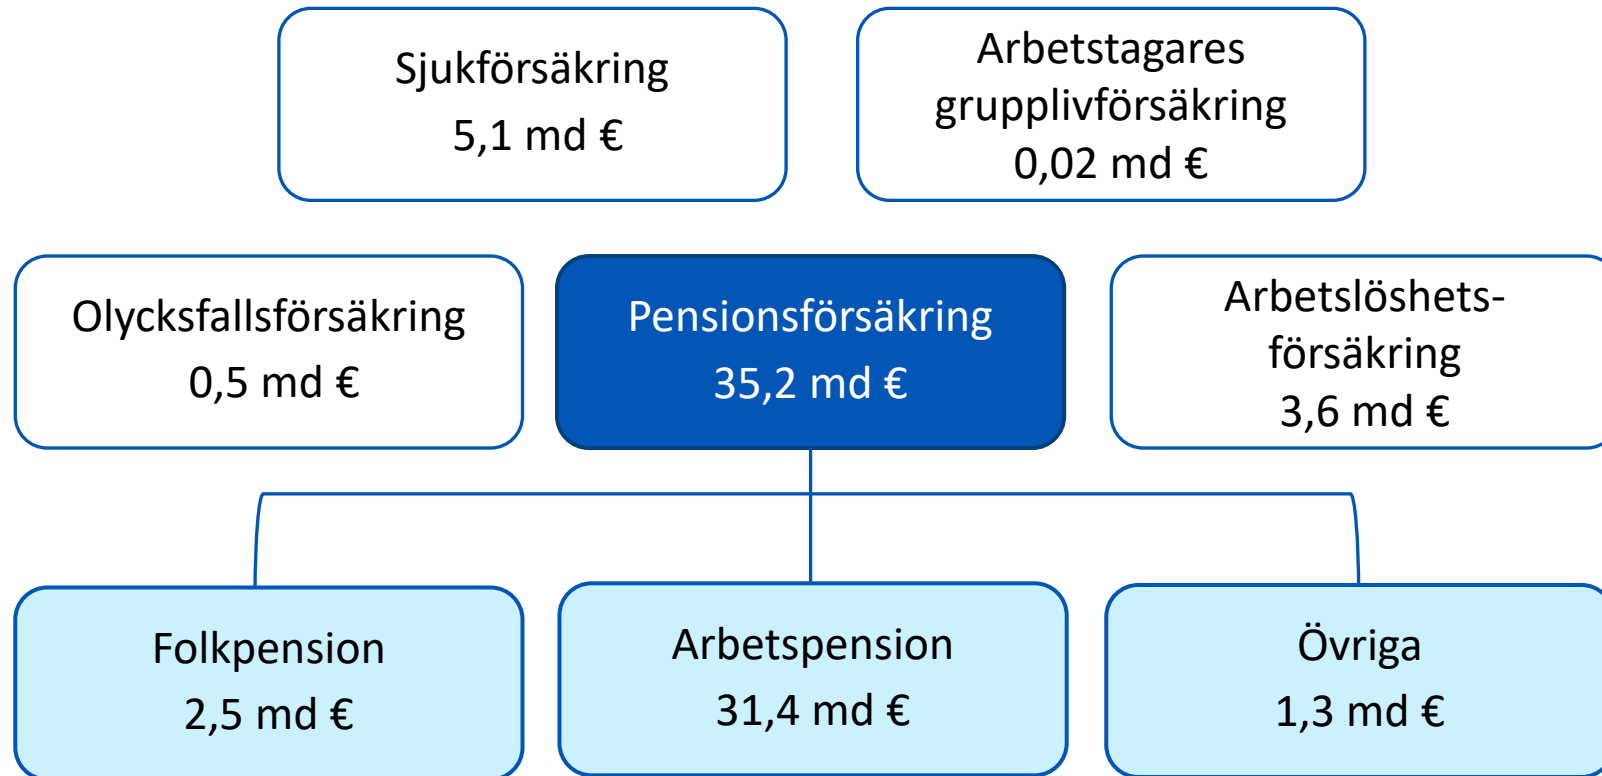 Sjukförsäkring
5,1 md €
Arbetstagares
grupplivförsäkring
0,02 md €
Olycksfallsförsäkring
0,5 md €
Pensionsförsäkring
35,2 md €
Arbetslöshets-
försäkring
3,6 md €
Folkpension
2,5 md €
Arbetspension
31,4 md €
Övriga
1,3 md €